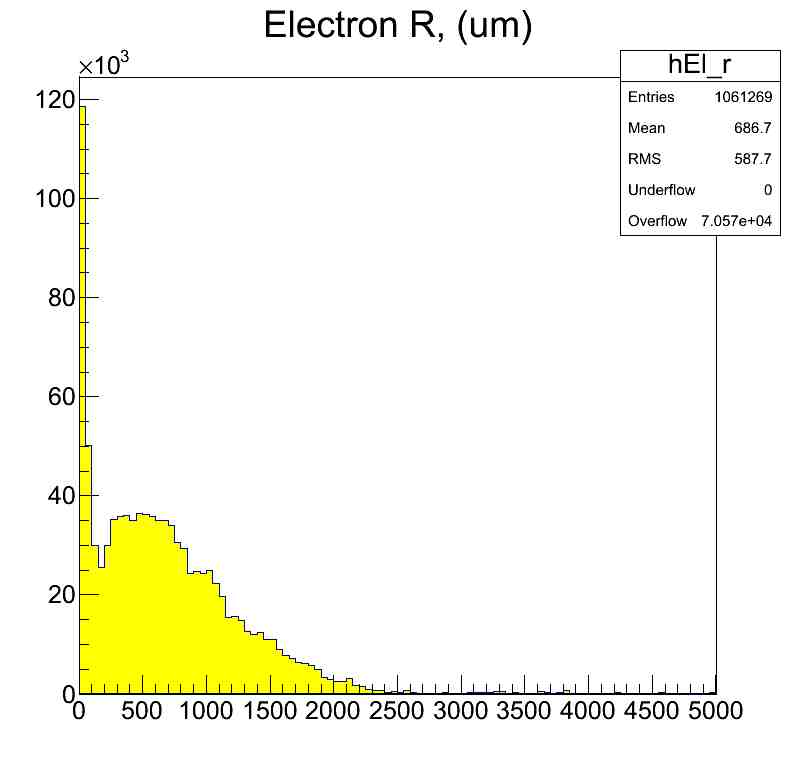 Electron R, (um)
×10³
hEl_r
Entries 1061269
Mean 686.7
RMS 587.7
Underflow 0
Overflow 7.057e+04
120
100
80
60
40
20
0
0 500 1000 1500 2000 2500 3000 3500 4000 4500 5000